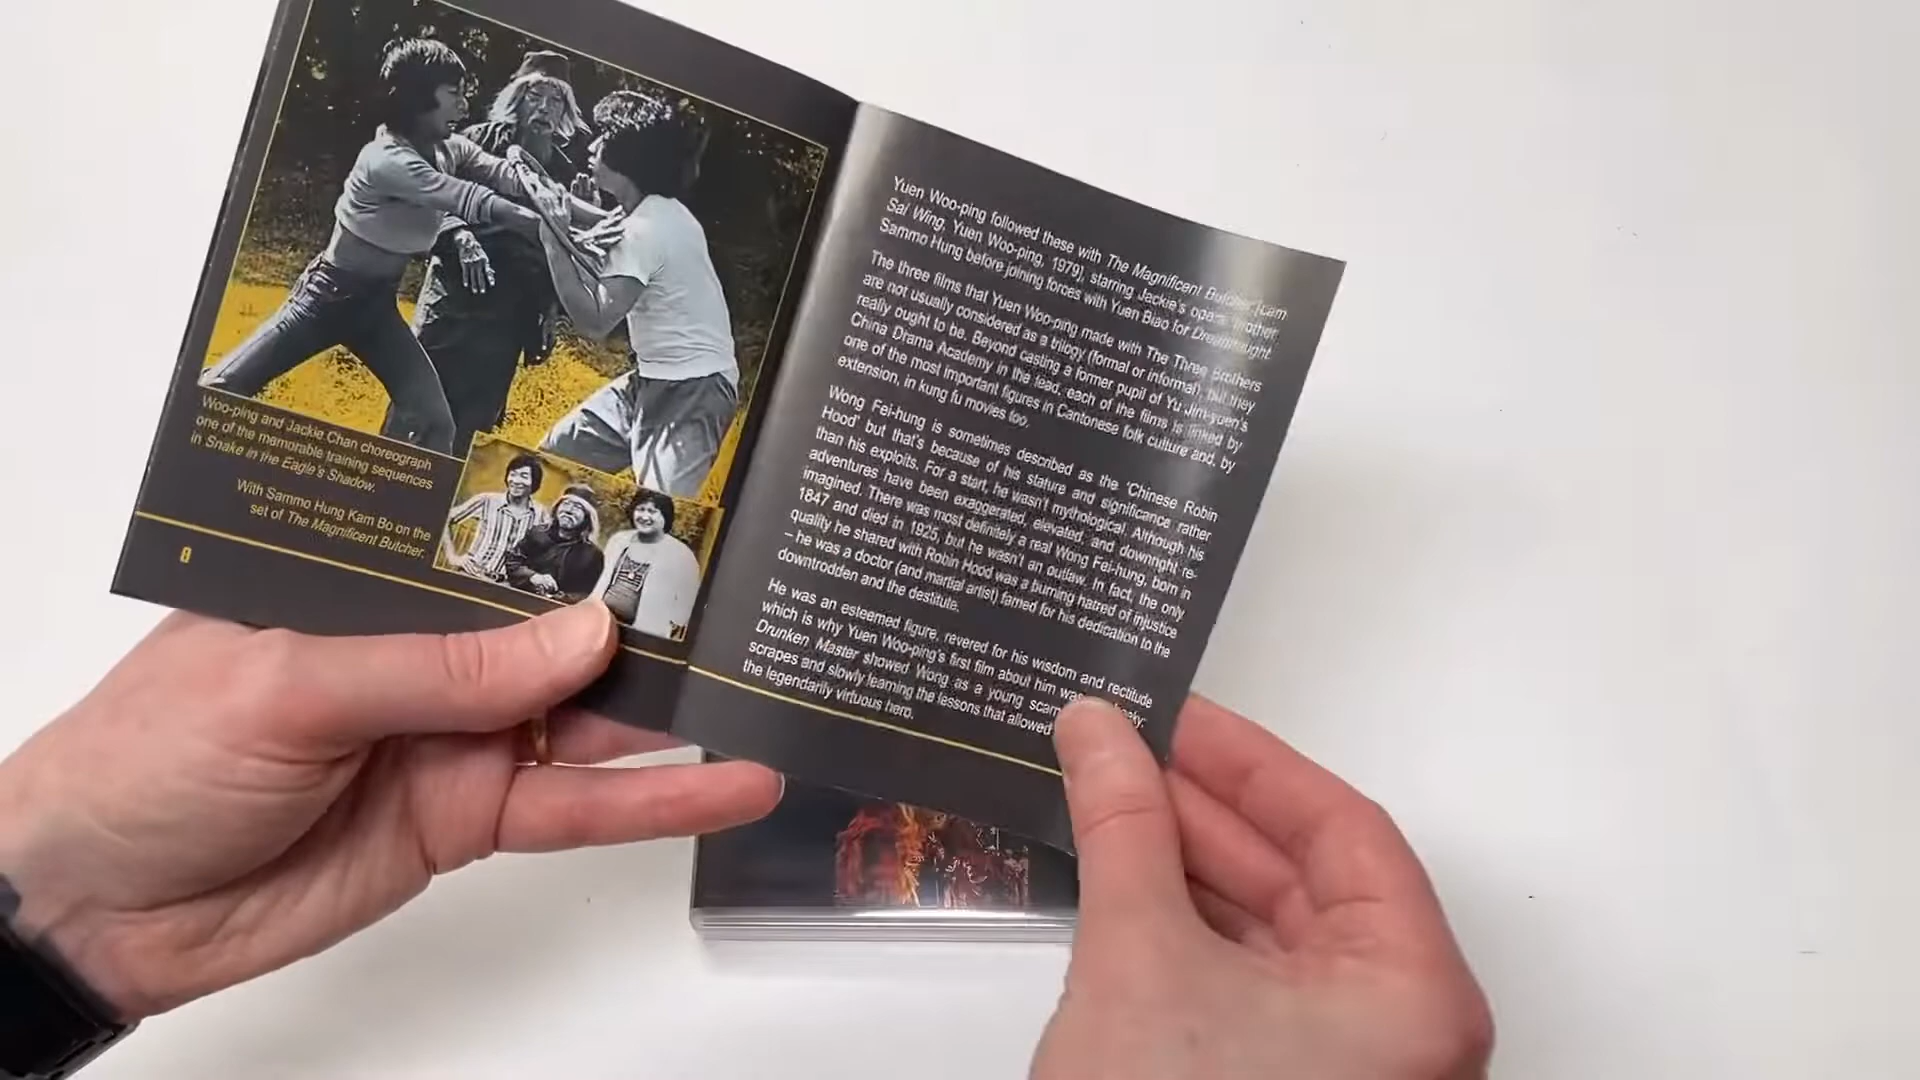 Woo-ping and Jackie Chan choreograph
one of the memorable training sequences
in Snake in the Eagle's Shadow.
With Sammo Hung Kam Bo on the
set of The Magnificent Butcher.
8
Yuen Woo-ping followed these with The Magnificent Butcher (Lam
Sai Wing, Yuen Woo-ping, 1979), starring Jackie's opera brother,
Sammo Hung before joining forces with Yuen Biao for Dreadnaught.
The three films that Yuen Woo-ping made with The Three Brothers
are not usually considered as a trilogy (formal or informal), but they
really ought to be. Beyond casting a former pupil of Yu Jim-yuen's
China Drama Academy in the lead, each of the films is linked by
one of the most important figures in Cantonese folk culture and, by
extension, in kung fu movies too.
Wong Fei-hung is sometimes described as the 'Chinese Robin
Hood' but that's because of his stature and significance rather
than his exploits. For a start, he wasn't mythological. Although his
adventures have been exaggerated, elevated, and downright re-
imagined. There was most definitely a real Wong Fei-hung, born in
1847 and died in 1925, but he wasn't an outlaw. In fact, the only
quality he shared with Robin Hood was a burning hatred of injustice
– he was a doctor (and martial artist) famed for his dedication to the
downtrodden and the destitute.
He was an esteemed figure, revered for his wisdom and rectitude
which is why Yuen Woo-ping's first film about him was
Drunken Master showed Wong as a young
scrapes and slowly learning the lessons that allowed
the legendarily virtuous hero.